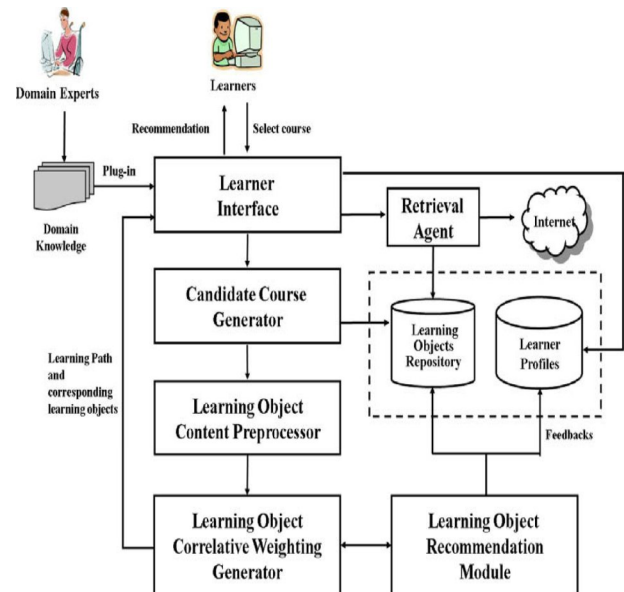 Domain Experts
Learners
Recommendation
Select course
Plug-in
Domain
Knowledge
Learner
Interface
Retrieval
Agent
Internet
Candidate Course
Generator
Learning
Objects
Repository
Learner
Profiles
Learning Path
and
corresponding
learning objects
Learning Object
Content Preprocessor
Feedbacks
Learning Object
Correlative Weighting
Generator
Learning Object
Recommendation
Module